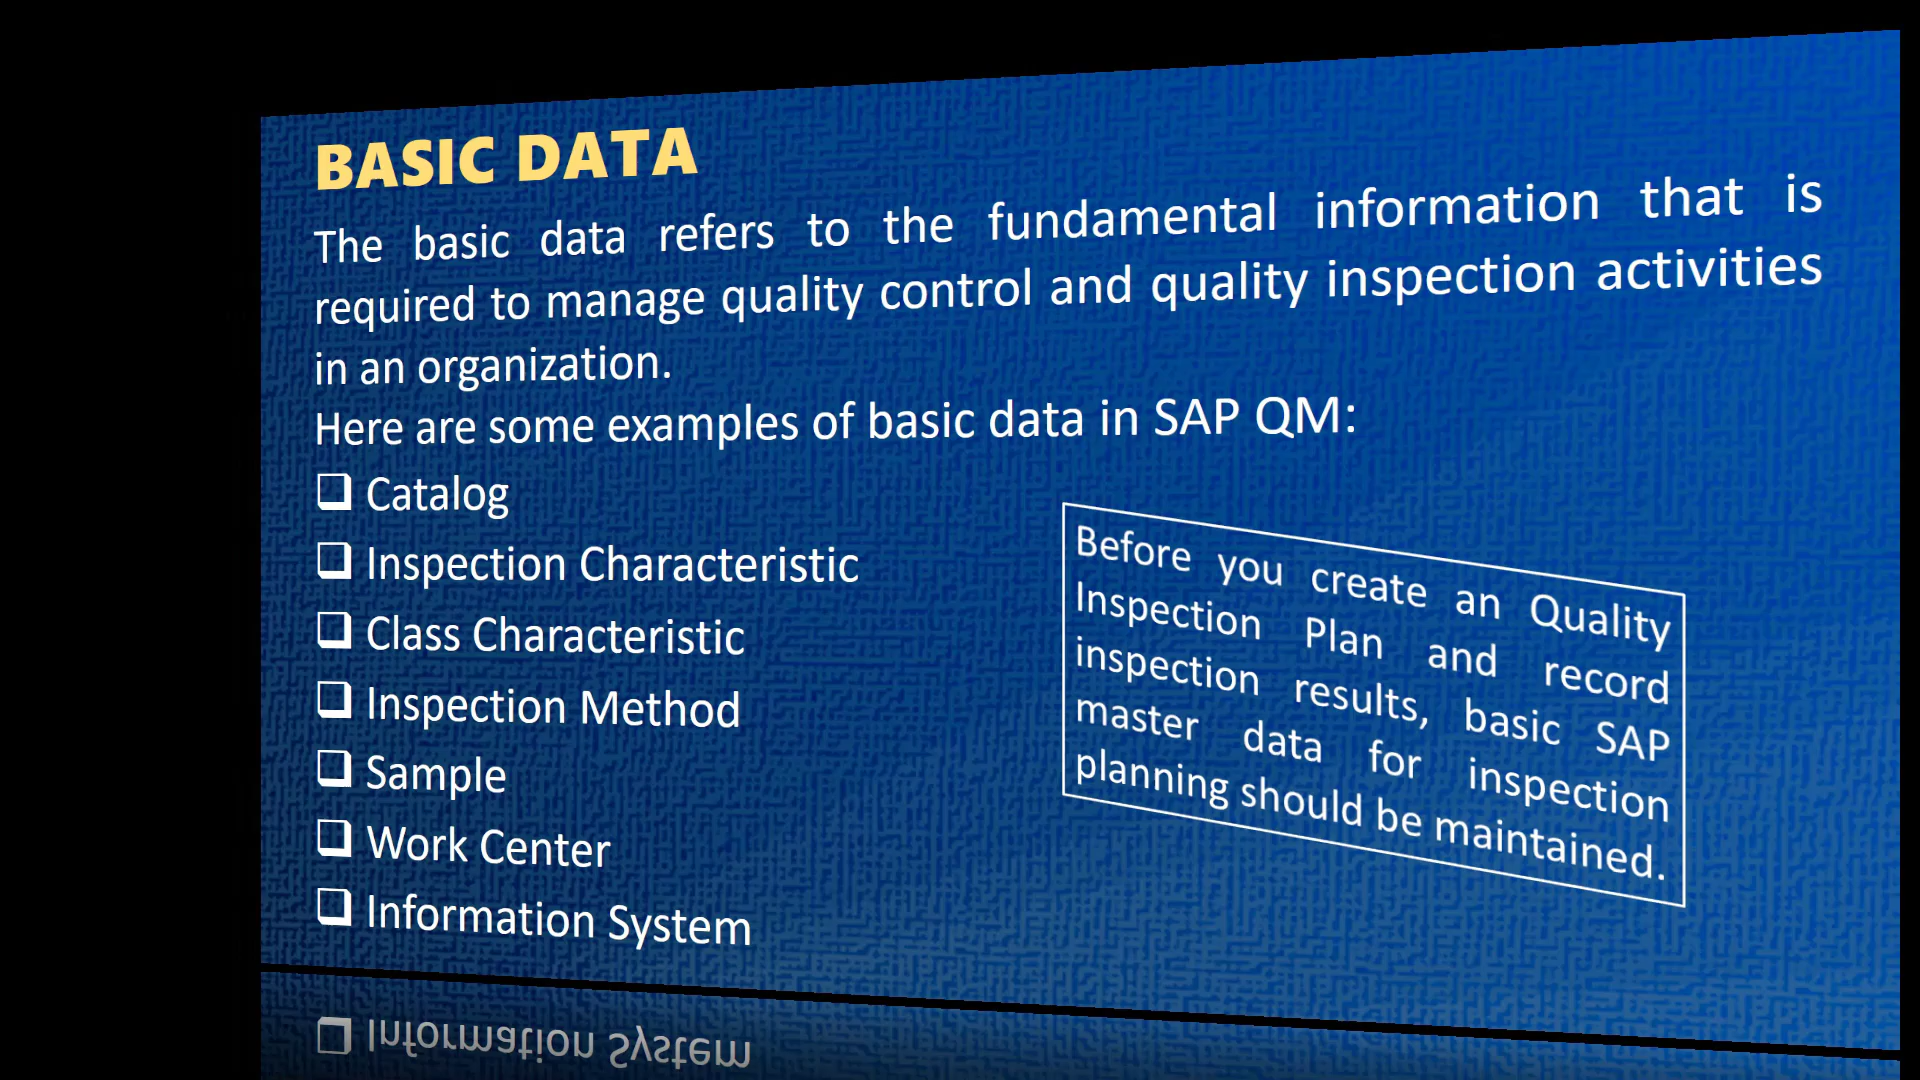 BASIC DATA
The basic data refers to the fundamental information that is
required to manage quality control and quality inspection activities
in an organization.
Here are some examples of basic data in SAP QM:
❑ Catalog
❑ Inspection Characteristic
❑ Class Characteristic
❑ Inspection Method
❑ Sample
❑ Work Center
❑ Information System
Before you create an Quality
Inspection Plan and record
inspection results, basic SAP
master data for inspection
planning should be maintained.
❑ Information System